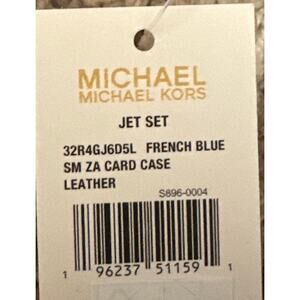 MICHAEL
MICHAEL KORS
JET SET
32R4GJ6D5L FRENCH BLUE
SM ZA CARD CASE
LEATHER
S896-0004
1 96237 51159 1